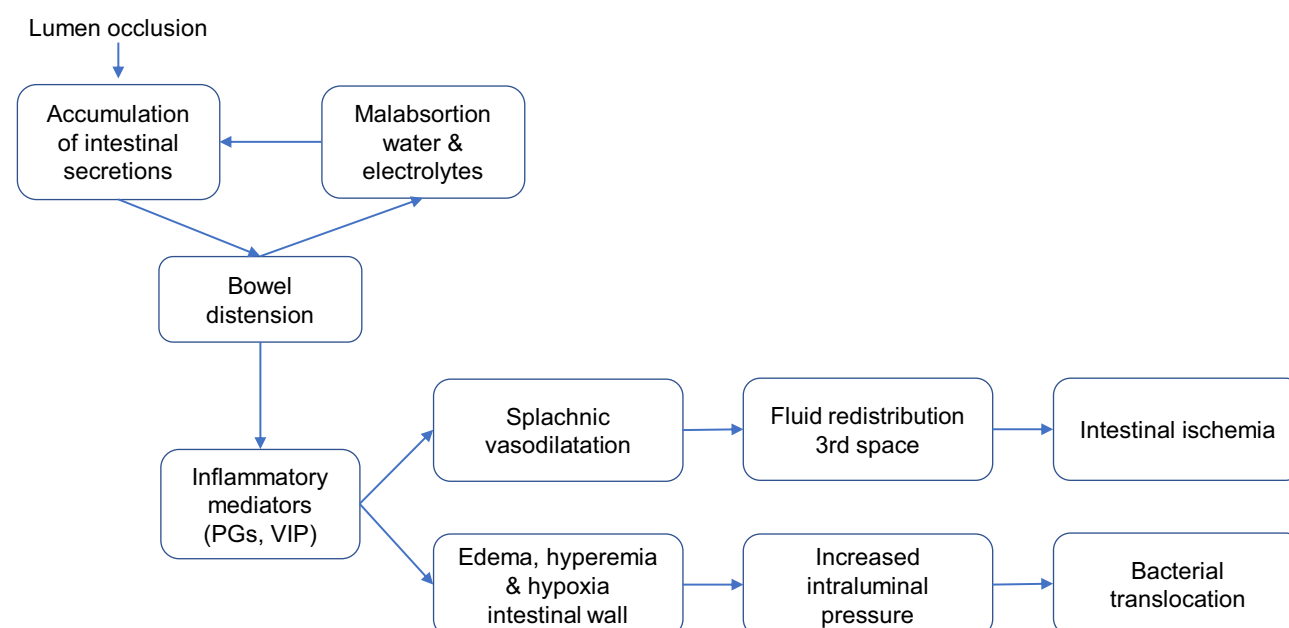 Lumen occlusion
Accumulation
of intestinal
secretions
Malabsortion
water &
electrolytes
Bowel
distension
Inflammatory
mediators
(PGs, VIP)
Splachnic
vasodilatation
Fluid redistribution
3rd space
Intestinal ischemia
Edema, hyperemia
& hypoxia
intestinal wall
Increased
intraluminal
pressure
Bacterial
translocation